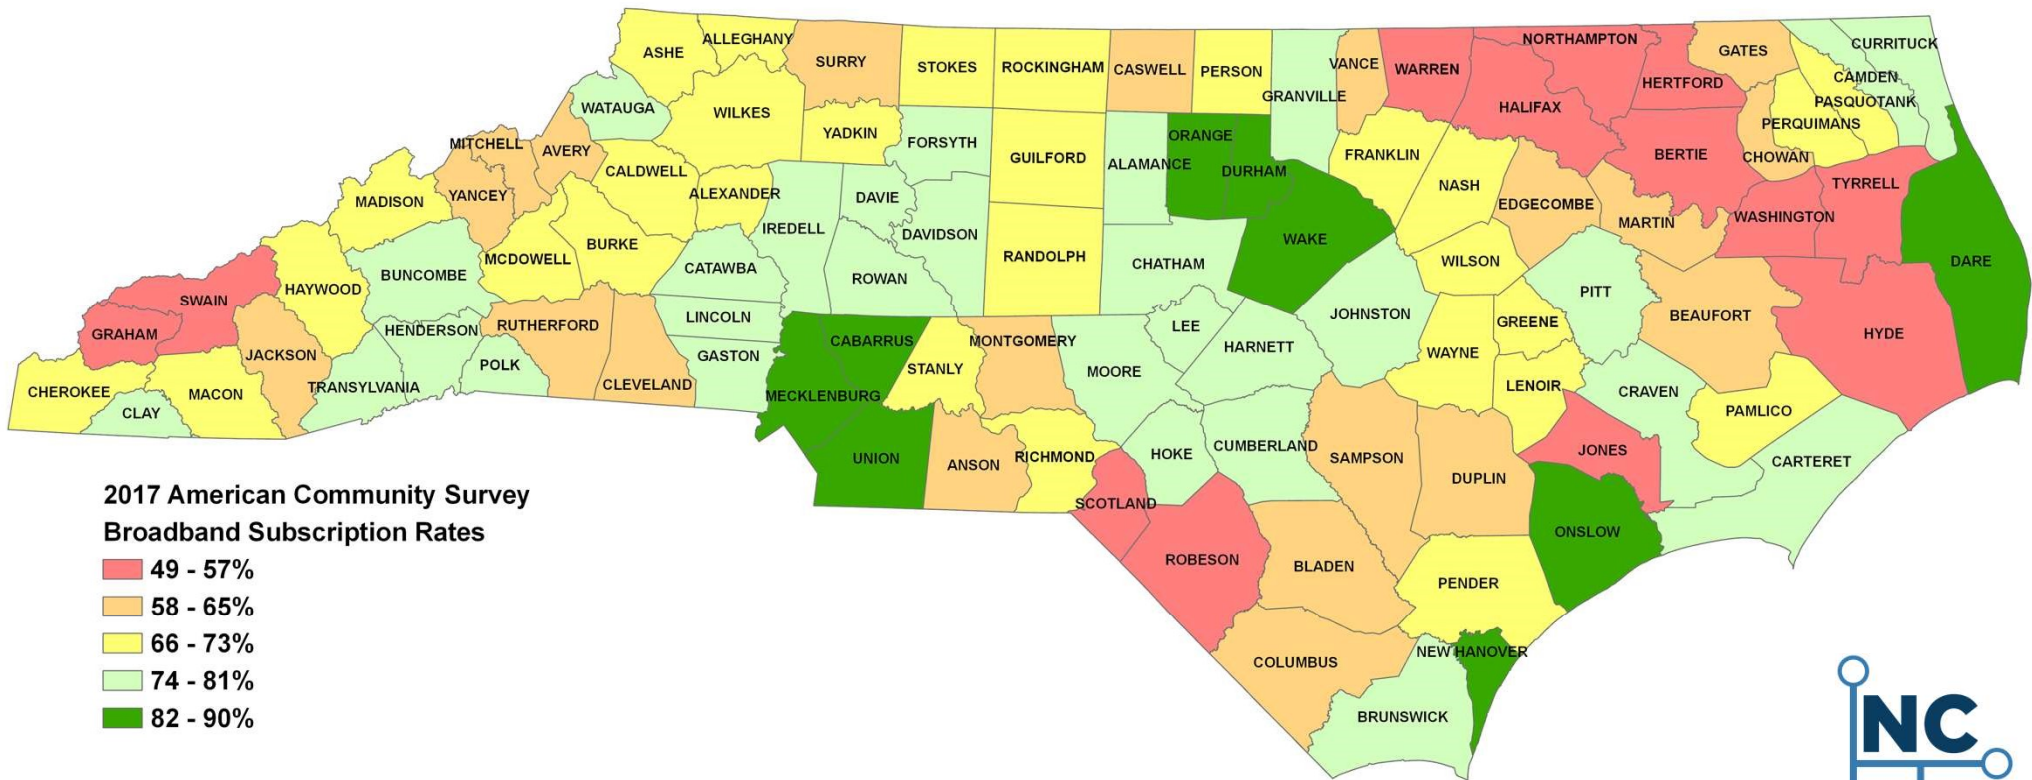 ALLEGHANY
ASHE
SURRY
STOKES
ROCKINGHAM
CASWELL
PERSON
VANCE
WARREN
NORTHAMPTON
GATES
CURRITUCK
HERTFORD
CAMDEN
GRANVILLE
WATAUGA
WILKES
HALIFAX
PASQUOTANK
YADKIN
FORSYTH
ORANGE
PERQUIMANS
MITCHELL
AVERY
GUILFORD
ALAMANCE
DURHAM
FRANKLIN
BERTIE
CHOWAN
CALDWELL
NASH
TYRRELL
YANCEY
ALEXANDER
DAVIE
MADISON
EDGECOMBE
MARTIN
WASHINGTON
IREDELL
DAVIDSON
WAKE
BURKE
RANDOLPH
MCDOWELL
CATAWBA
CHATHAM
WILSON
DARE
BUNCOMBE
ROWAN
HAYWOOD
PITT
SWAIN
LINCOLN
JOHNSTON
BEAUFORT
GREENE
GRAHAM
HENDERSON
RUTHERFORD
LEE
HYDE
CABARRUS
MONTGOMERY
HARNETT
WAYNE
JACKSON
GASTON
POLK
STANLY
MOORE
CHEROKEE
MACON
TRANSYLVANIA
CLEVELAND
LENOIR
CRAVEN
MECKLENBURG
CLAY
PAMLICO
CUMBERLAND
HOKE
JONES
UNION
ANSON
RICHMOND
SAMPSON
CARTERET
DUPLIN
SCOTLAND
ONSLOW
ROBESON
BLADEN
PENDER
COLUMBUS
NEW HANOVER
BRUNSWICK
2017 American Community Survey
Broadband Subscription Rates
49 - 57%
58 - 65%
66 - 73%
74 - 81%
82 - 90%
NC